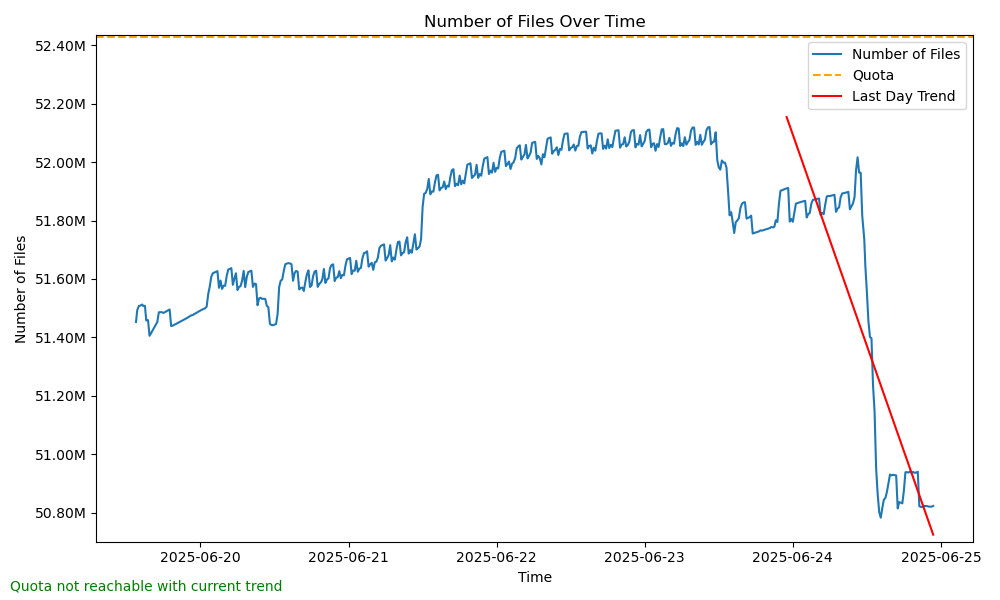 Number of Files Over Time
52.40M
52.20M
52.00M
51.80M
51.60M
51.40M
51.20M
51.00M
50.80M
Number of Files
Number of Files
Quota
Last Day Trend
2025-06-20
2025-06-21
2025-06-22
2025-06-23
2025-06-24
2025-06-25
Time
Quota not reachable with current trend